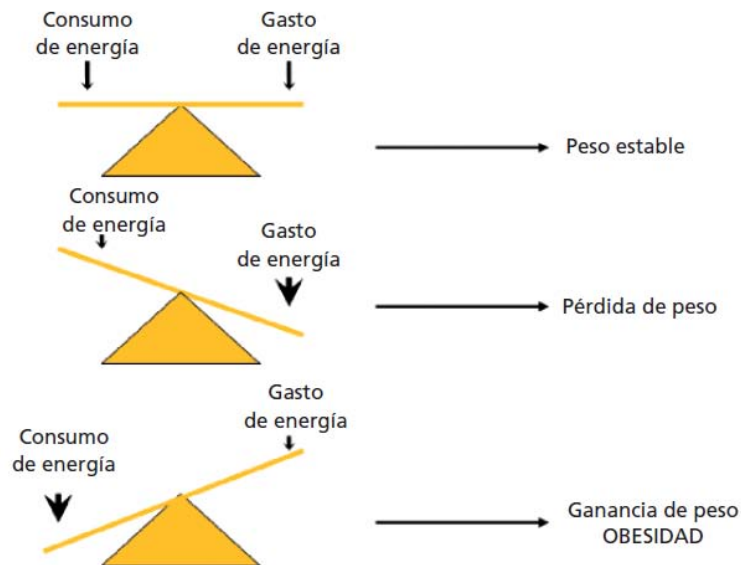 Consumo
de energía
Gasto
de energía
Peso estable
Consumo
de energía
Gasto
de energía
Pérdida de peso
Gasto
de energía
Consumo
de energía
Ganancia de peso
OBESIDAD